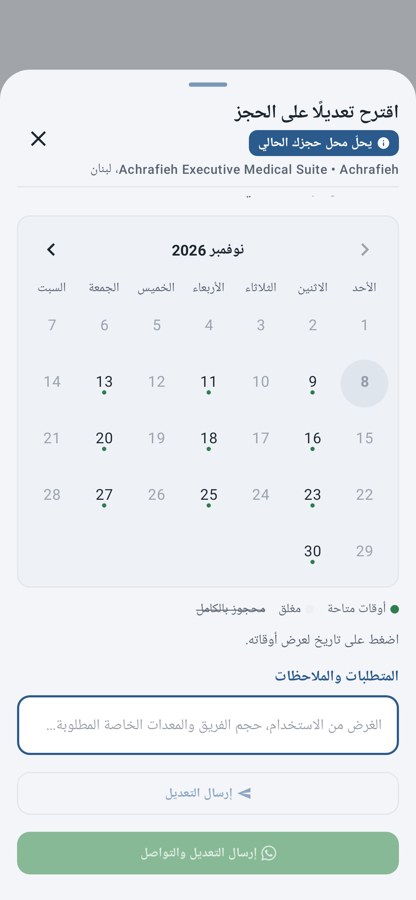 اقترح تعديلًا على الحجز
يحلّ محل حجزك الحالي
Achrafieh Executive Medical Suite • Achrafieh، لبنان
نوفمبر 2026
الأحد الاثنين الثلاثاء الأربعاء الخميس الجمعة السبت
1 2 3 4 5 6 7
8 9 10 11 12 13 14
15 16 17 18 19 20 21
22 23 24 25 26 27 28
29 30
أوقات متاحة مغلق محجوز بالكامل
اضغط على تاريخ لعرض أوقاته.
المتطلبات والملاحظات
الغرض من الاستخدام، حجم الفريق والمعدات الخاصة المطلوبة...
إرسال التعديل
إرسال التعديل والتواصل